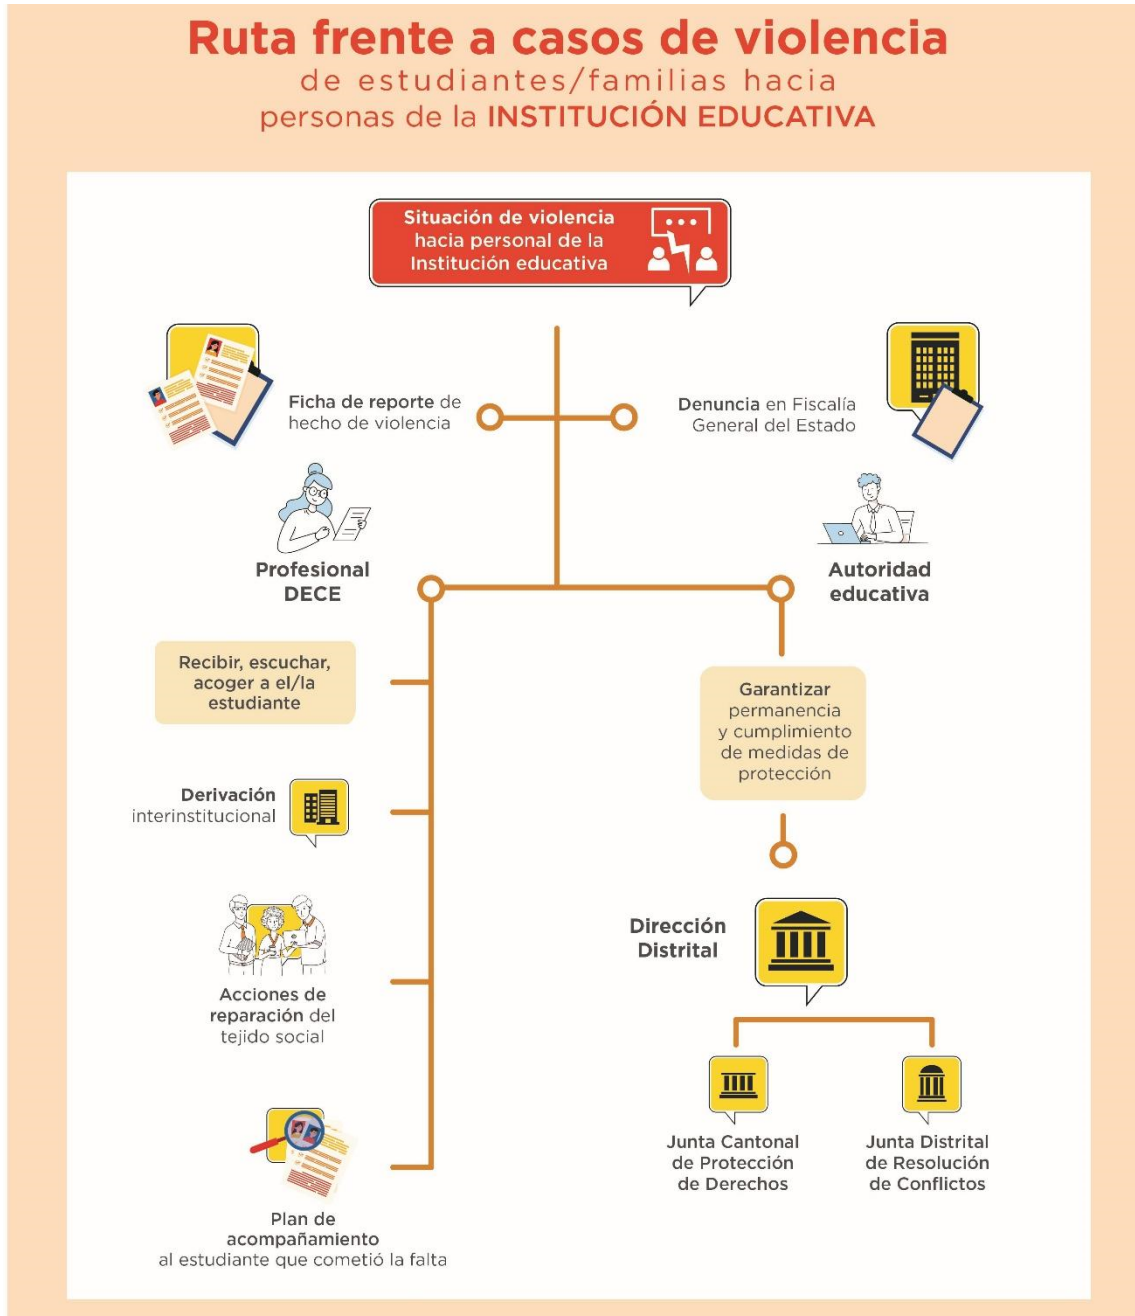 Ruta frente a casos de violencia
de estudiantes/familias hacia
personas de la INSTITUCIÓN EDUCATIVA
Situación de violencia
hacia personal de la
Institución educativa
Ficha de reporte de
hecho de violencia
Denuncia en Fiscalía
General del Estado
Profesional
DECE
Autoridad
educativa
Recibir, escuchar,
acoger a el/la
estudiante
Garantizar
permanencia
y cumplimiento
de medidas de
protección
Derivación
interinstitucional
Dirección
Distrital
Acciones de
reparación del
tejido social
Junta Cantonal
de Protección
de Derechos
Junta Distrital
de Resolución
de Conflictos
Plan de
acompañamiento
al estudiante que cometió la falta